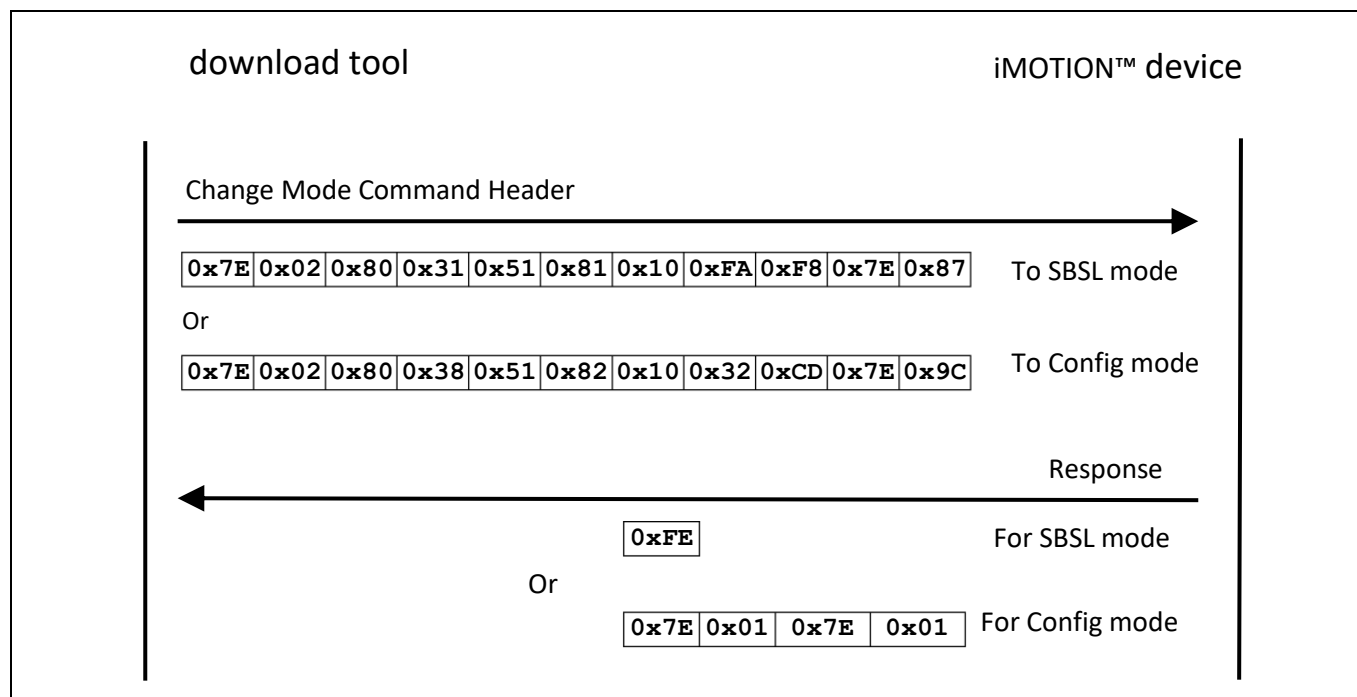 download tool iMOTION™ device
Change Mode Command Header
0x7E 0x02 0x80 0x31 0x51 0x81 0x10 0xFA 0xF8 0x7E 0x87 To SBSL mode
Or
0x7E 0x02 0x80 0x38 0x51 0x82 0x10 0x32 0xCD 0x7E 0x9C To Config mode
Response
0xFE For SBSL mode
Or
0x7E 0x01 0x7E 0x01 For Config mode